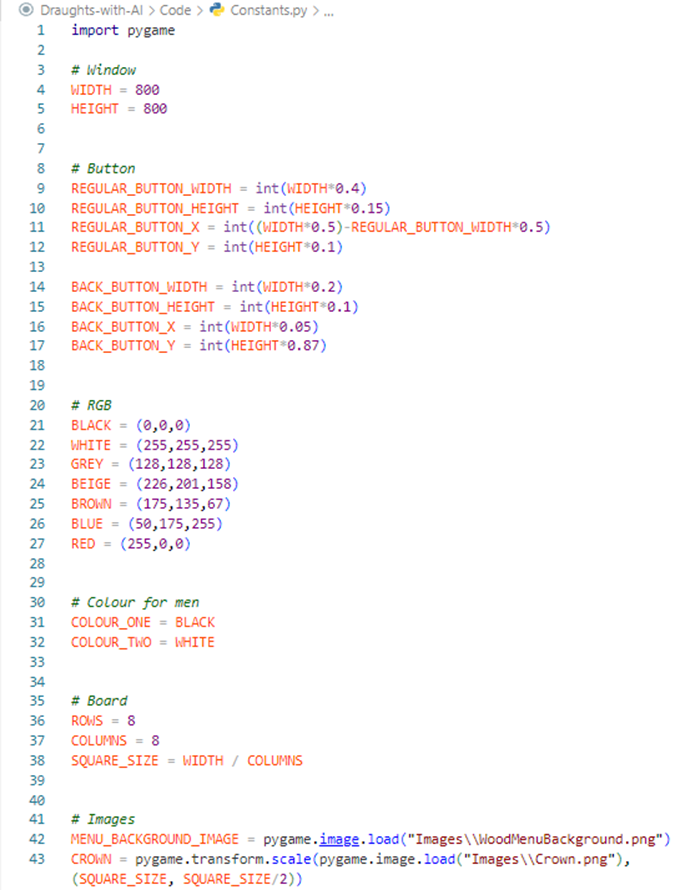 Draughts-with-AI > Code > Constants.py > ...
1 import pygame
2
3 # Window
4 WIDTH = 800
5 HEIGHT = 800
6
7
8 # Button
9 REGULAR_BUTTON_WIDTH = int(WIDTH*0.4)
10 REGULAR_BUTTON_HEIGHT = int(HEIGHT*0.15)
11 REGULAR_BUTTON_X = int((WIDTH*0.5)-REGULAR_BUTTON_WIDTH*0.5)
12 REGULAR_BUTTON_Y = int(HEIGHT*0.1)
13
14 BACK_BUTTON_WIDTH = int(WIDTH*0.2)
15 BACK_BUTTON_HEIGHT = int(HEIGHT*0.1)
16 BACK_BUTTON_X = int(WIDTH*0.05)
17 BACK_BUTTON_Y = int(HEIGHT*0.87)
18
19
20 # RGB
21 BLACK = (0,0,0)
22 WHITE = (255,255,255)
23 GREY = (128,128,128)
24 BEIGE = (226,201,158)
25 BROWN = (175,135,67)
26 BLUE = (50,175,255)
27 RED = (255,0,0)
28
29
30 # Colour for men
31 COLOUR_ONE = BLACK
32 COLOUR_TWO = WHITE
33
34
35 # Board
36 ROWS = 8
37 COLUMNS = 8
38 SQUARE_SIZE = WIDTH / COLUMNS
39
40
41 # Images
42 MENU_BACKGROUND_IMAGE = pygame.image.load("Images\\WoodMenuBackground.png")
43 CROWN = pygame.transform.scale(pygame.image.load("Images\\Crown.png"),
(SQUARE_SIZE, SQUARE_SIZE/2))